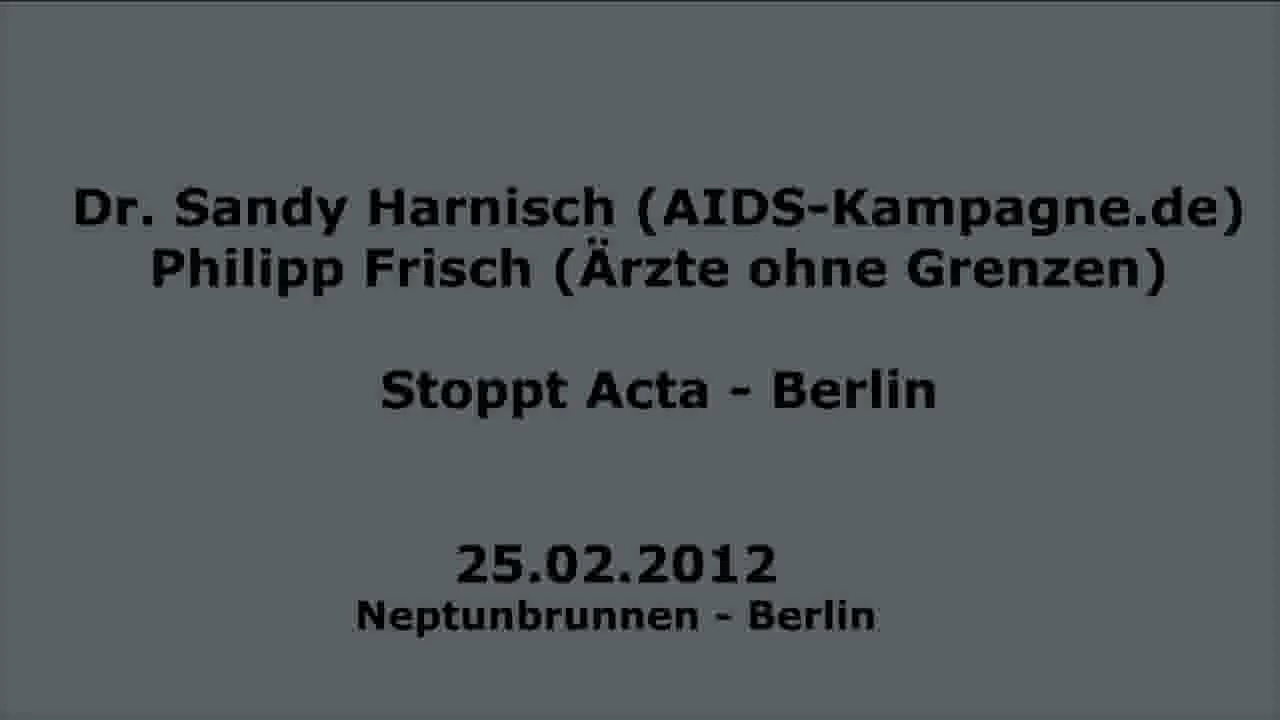 Dr. Sandy Harnisch (AIDS-Kampagne.de)
Philipp Frisch (Ärzte ohne Grenzen)
Stoppt Acta - Berlin
25.02.2012
Neptunbrunnen - Berlin